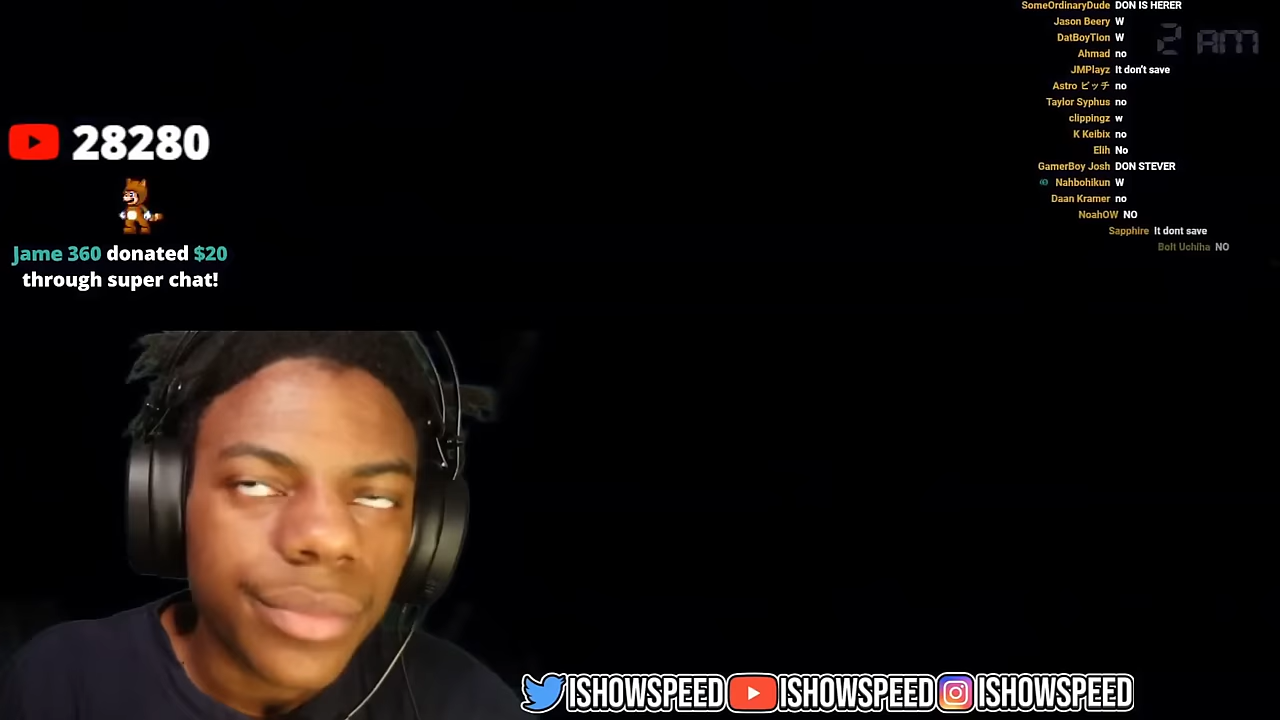 SomeOrdinaryDude DON IS HERER
Jason Beery W
DatBoyTion W
2 AM
Ahmad no
JMPlayz It don't save
Astro ビッチ no
Taylor Syphus no
clippingz w
K Keibix no
Elih No
GamerBoy Josh DON STEVER
Nahbohikun W
Daan Kramer no
NoahOW NO
Sapphire It dont save
Bolt Uchiha NO
28280
Jame 360 donated $20
through super chat!
ISHOWSPEED ISHOWSPEED ISHOWSPEED